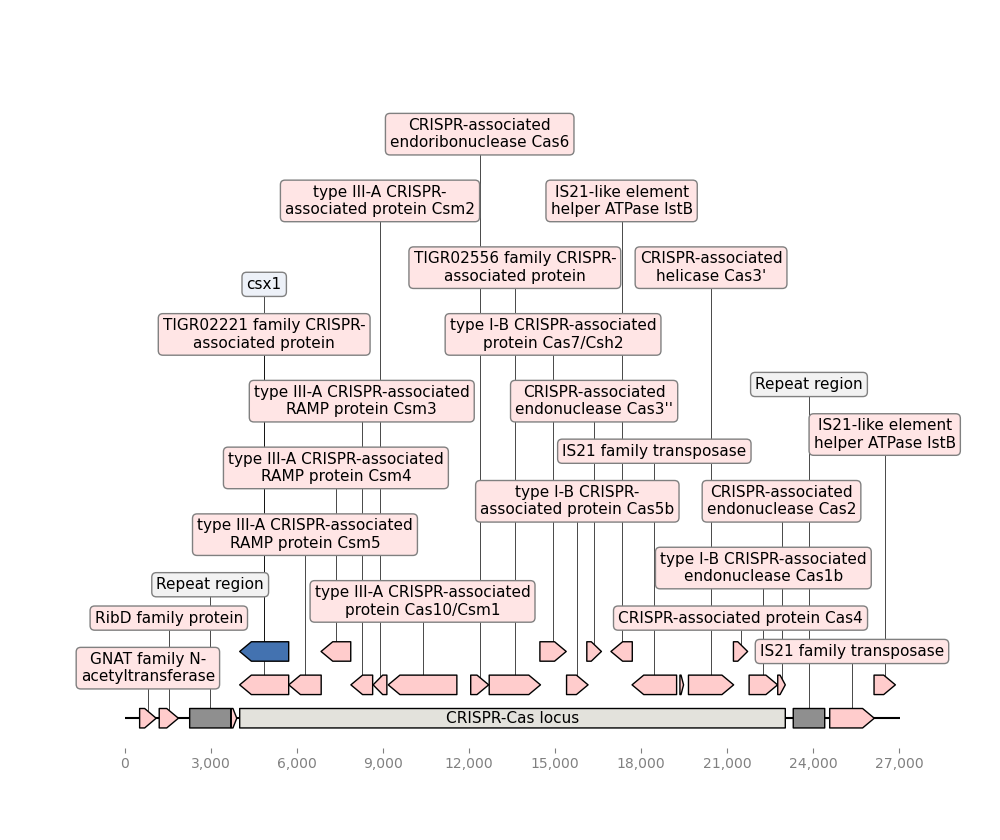 CRISPR-associated
endoribonuclease Cas6
type III-A CRISPR-
associated protein Csm2
IS21-like element
helper ATPase IstB
TIGR02556 family CRISPR-
associated protein
CRISPR-associated
helicase Cas3'
csx1
TIGR02221 family CRISPR-
associated protein
type I-B CRISPR-associated
protein Cas7/Csh2
type III-A CRISPR-associated
RAMP protein Csm3
CRISPR-associated
endonuclease Cas3''
Repeat region
IS21-like element
helper ATPase IstB
type III-A CRISPR-associated
RAMP protein Csm4
IS21 family transposase
type I-B CRISPR-
associated protein Cas5b
CRISPR-associated
endonuclease Cas2
type III-A CRISPR-associated
RAMP protein Csm5
type I-B CRISPR-associated
endonuclease Cas1b
Repeat region
type III-A CRISPR-associated
protein Cas10/Csm1
RibD family protein
CRISPR-associated protein Cas4
GNAT family N-
acetyltransferase
IS21 family transposase
CRISPR-Cas locus
0 3,000 6,000 9,000 12,000 15,000 18,000 21,000 24,000 27,000